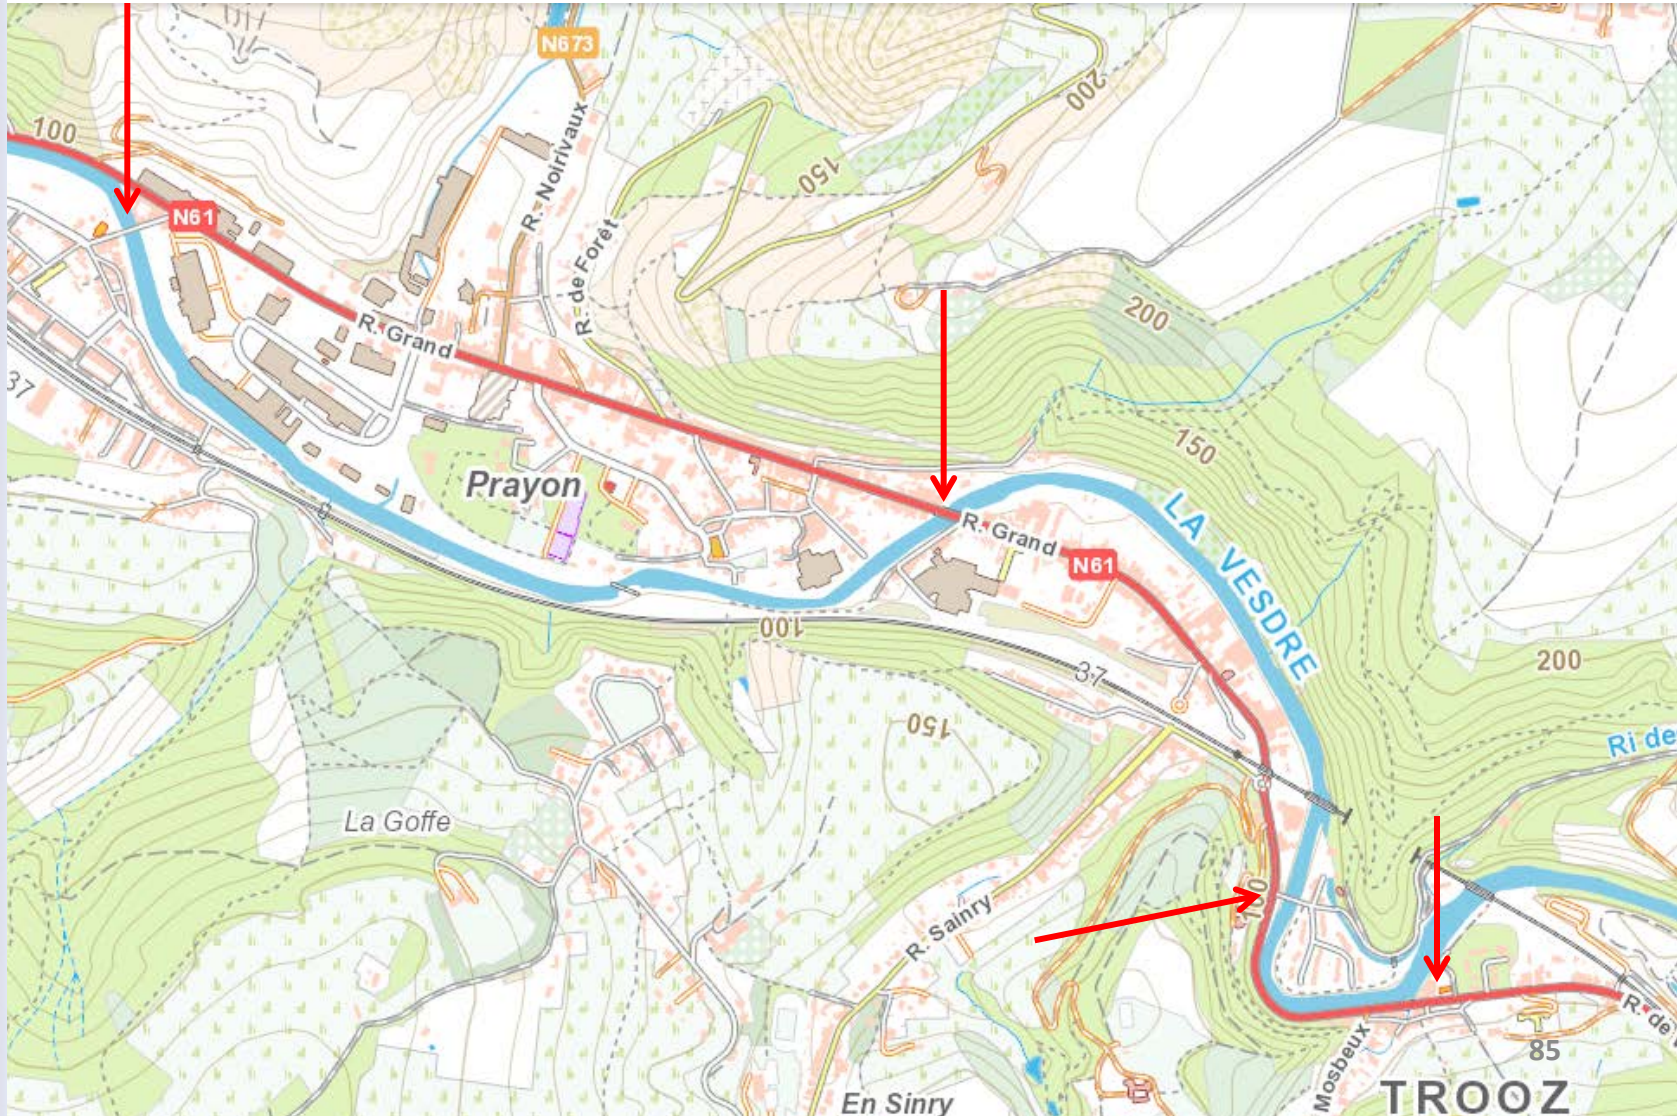 N673
100
200
R. Noirivaux
150
N61
R. de Forêt
200
R. Grand
37
150
Prayon
LA VESDRE
R. Grand
N61
100
200
37
150
Ri de
La Goffe
100
R. Sainry
R. de
Mosbeux
85
TROOZ
En Sinry